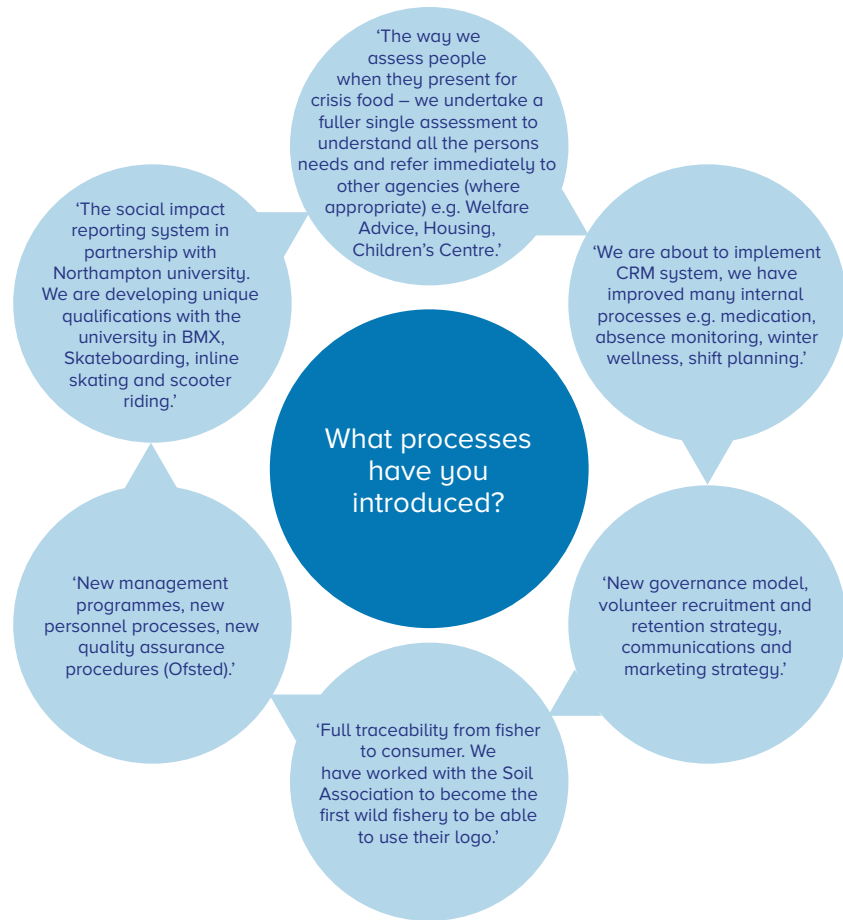 ‘The way we
assess people
when they present for
crisis food – we undertake a
fuller single assessment to
understand all the persons
needs and refer immediately to
other agencies (where
appropriate) e.g. Welfare
Advice, Housing,
Children’s Centre.’
‘We are about to implement
CRM system, we have
improved many internal
processes e.g. medication,
absence monitoring, winter
wellness, shift planning.’
‘New governance model,
volunteer recruitment and
retention strategy,
communications and
marketing strategy.’
‘Full traceability from fisher
to consumer. We
have worked with the Soil
Association to become the
first wild fishery to be able
to use their logo.’
‘New management
programmes, new
personnel processes, new
quality assurance
procedures (Ofsted).’
‘The social impact
reporting system in
partnership with
Northampton university.
We are developing unique
qualifications with the
university in BMX,
Skateboarding, inline
skating and scooter
riding.’
What processes
have you
introduced?